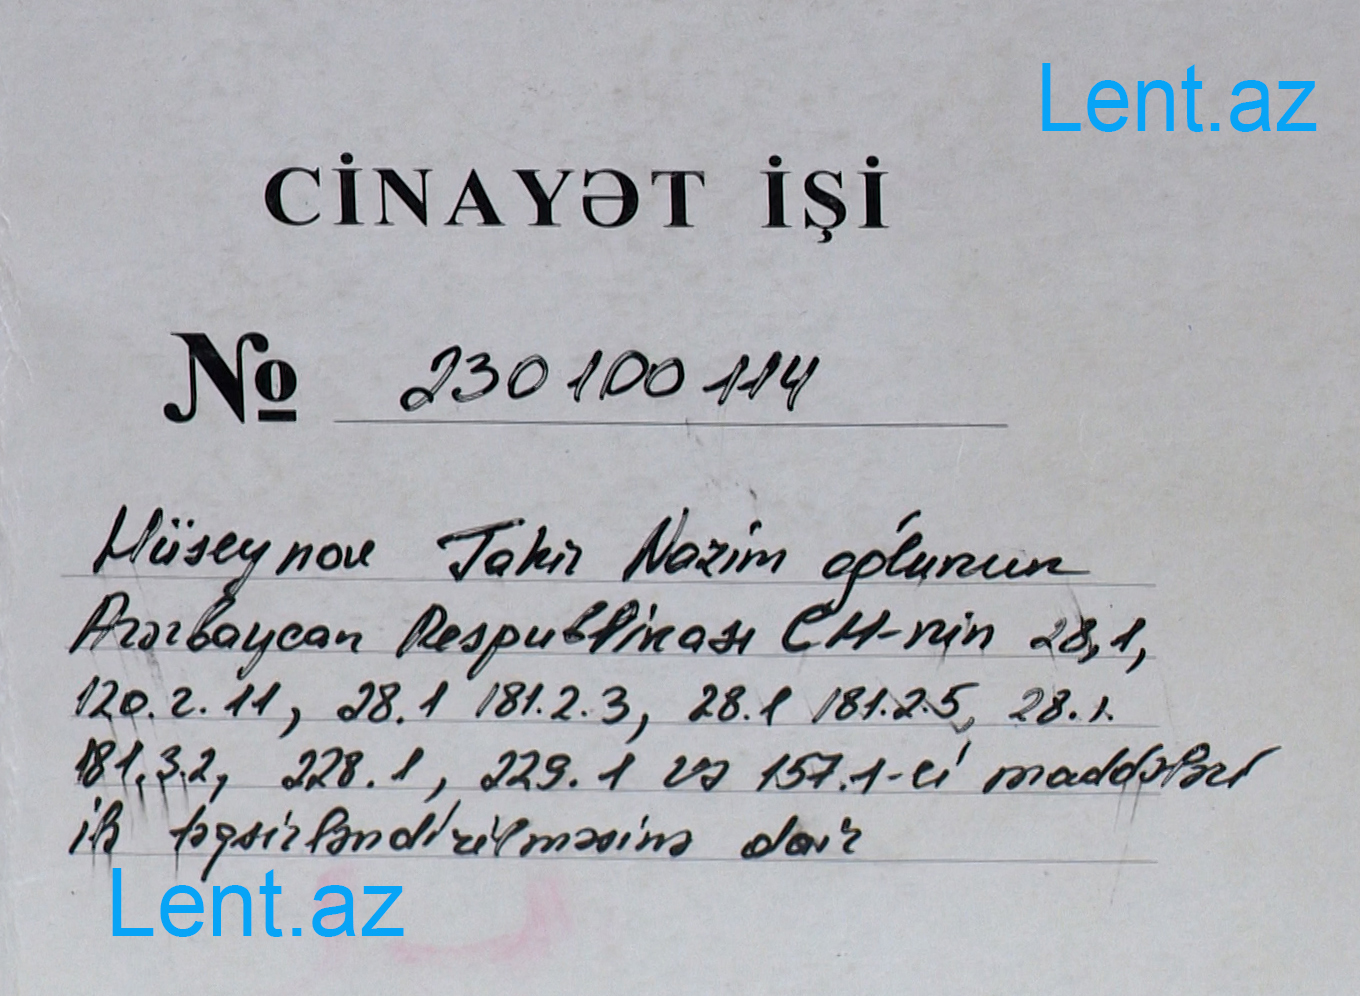 Lent.az
CİNAYƏT İŞİ
№ 230100114
Hüseynov Tahir Nazim oğlunun
Azərbaycan Respublikası CM-nin 28,1,
120.2.11, 28.1 181.2.3, 28.1 181.2.5, 28.1.
181.3.2, 228.1, 229.1 və 157.1-ci maddələri
ilə təqsirləndirilməsinə dair
Lent.az